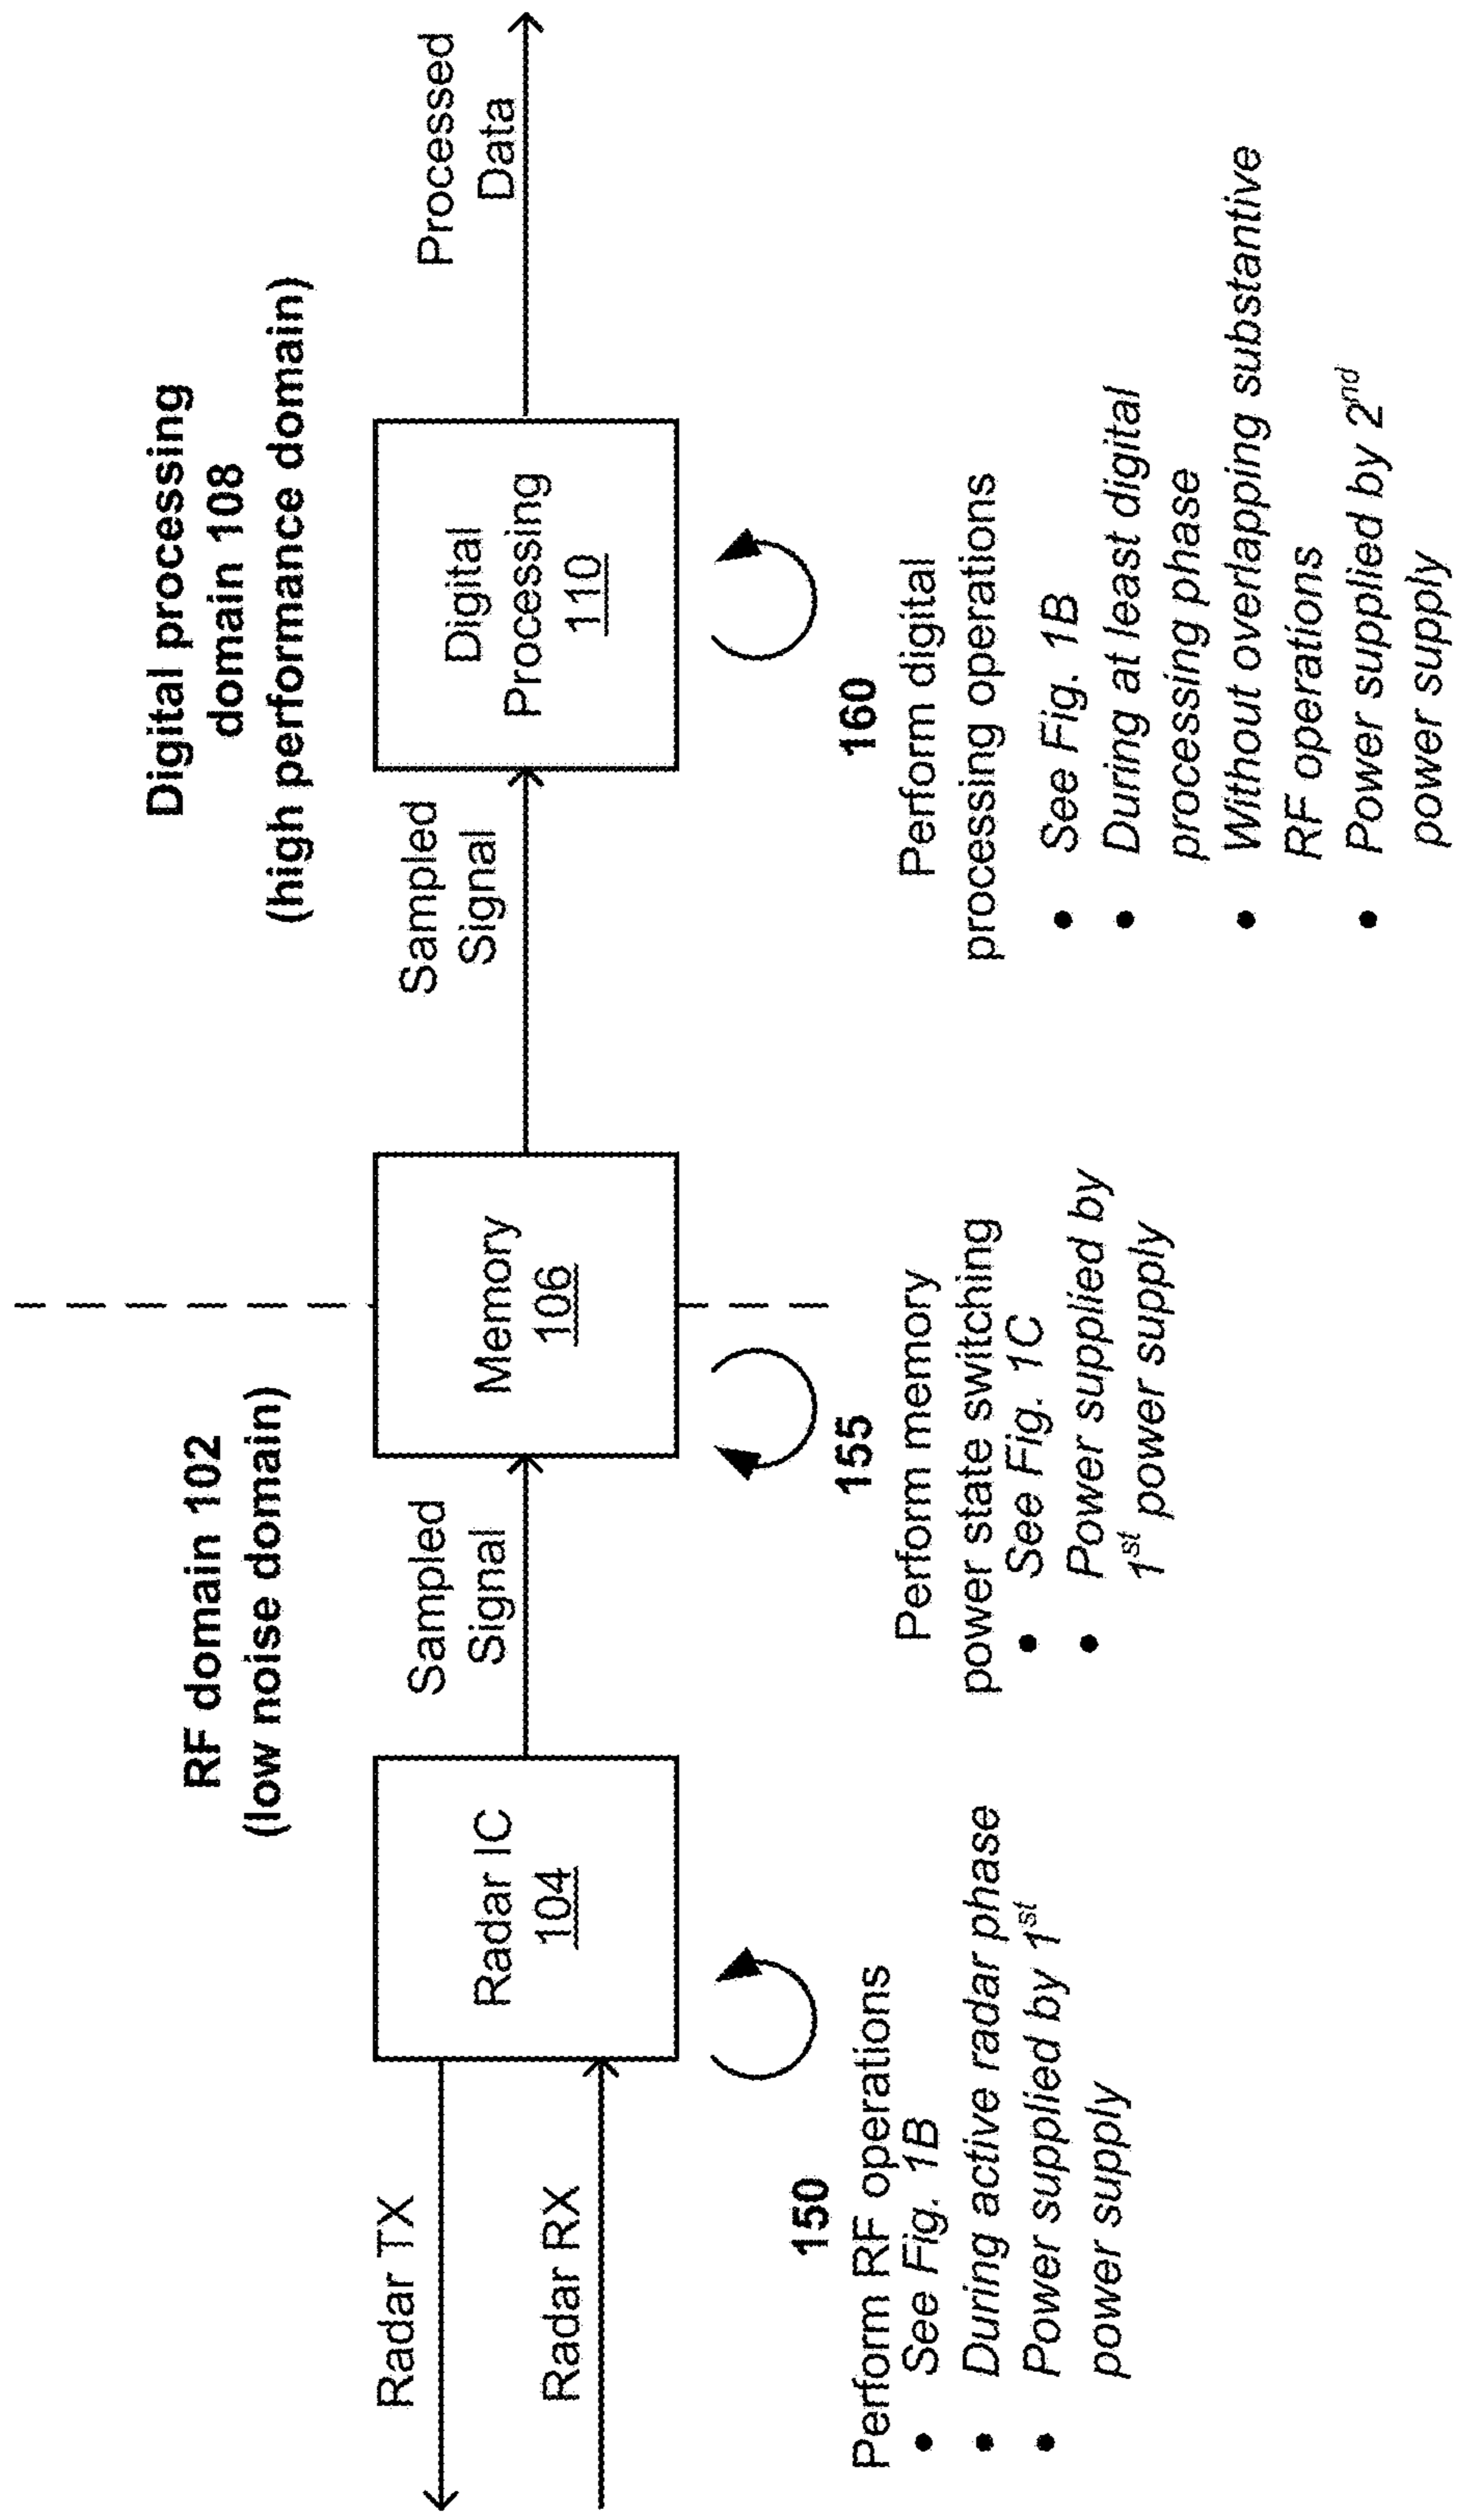 RF domain 102
(low noise domain)
Digital processing
domain 108
(high performance domain)
Radar TX
Radar RX
Radar IC
104
Sampled
Signal
Memory
106
Sampled
Signal
Digital
Processing
110
Processed
Data
150
Perform RF operations
• See Fig. 1B
• During active radar phase
• Power supplied by 1st
power supply
155
Perform memory
power state switching
• See Fig. 1C
• Power supplied by
1st power supply
160
Perform digital
processing operations
• See Fig. 1B
• During at least digital
processing phase
• Without overlapping substantive
RF operations
• Power supplied by 2nd
power supply